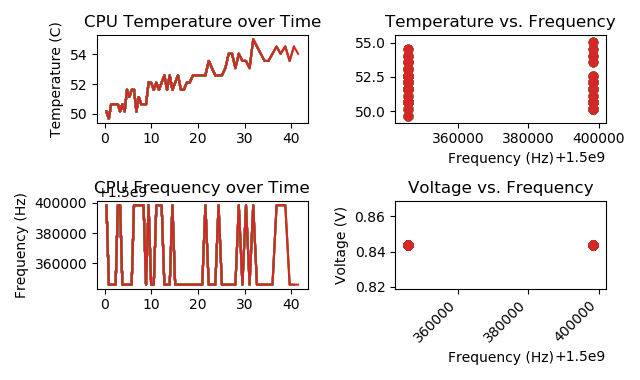 CPU Temperature over Time
Temperature (C)
54
52
50
0 10 20 30 40
Temperature vs. Frequency
55.0
52.5
50.0
360000 380000 400000
Frequency (Hz) +1.5e9
CPU Frequency over Time
+1.5e9
Frequency (Hz)
400000
380000
360000
0 10 20 30 40
Voltage vs. Frequency
Voltage (V)
0.86
0.84
0.82
360000 380000 400000
Frequency (Hz) +1.5e9